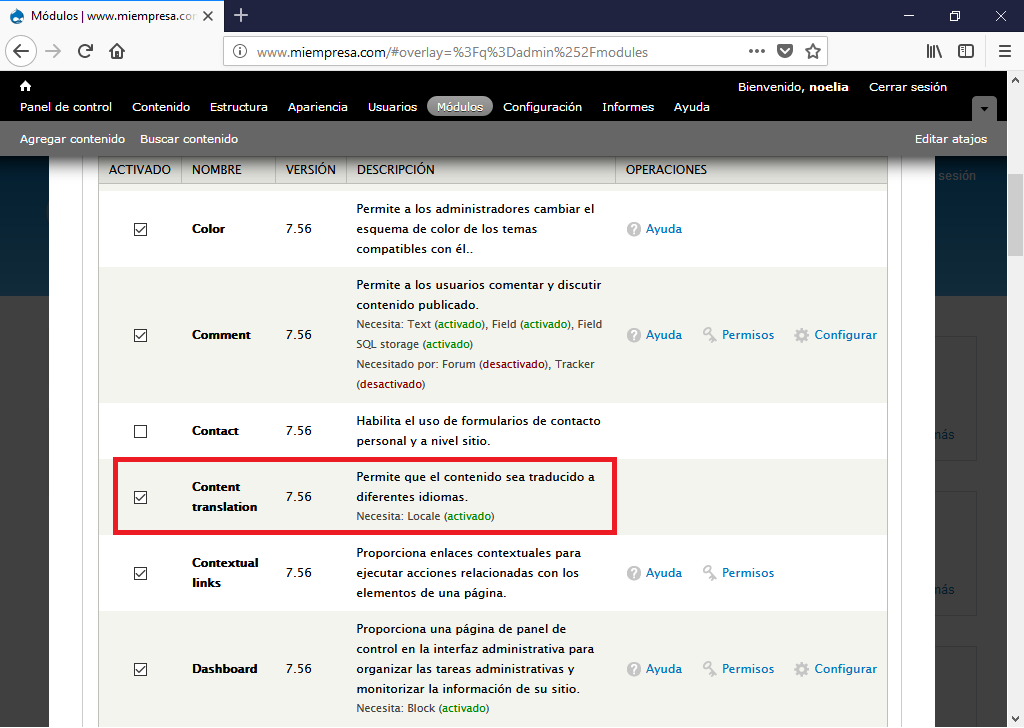 Módulos | www.miempresa.co
www.miempresa.com/#overlay=%3Fq%3Dadmin%252Fmodules
Bienvenido, noelia Cerrar sesión
Panel de control Contenido Estructura Apariencia Usuarios Módulos Configuración Informes Ayuda
Agregar contenido Buscar contenido Editar atajos
ACTIVADO NOMBRE VERSIÓN DESCRIPCIÓN OPERACIONES
sesión
Permite a los administradores cambiar el
Color 7.56 esquema de color de los temas Ayuda
compatibles con él..
Permite a los usuarios comentar y discutir
contenido publicado.
Necesita: Text (activado), Field (activado), Field
Comment 7.56 SQL storage (activado) Ayuda Permisos Configurar
Necesitado por: Forum (desactivado), Tracker
(desactivado)
Habilita el uso de formularios de contacto
Contact 7.56 personal y a nivel sitio.
más
Permite que el contenido sea traducido a
Content translation 7.56 diferentes idiomas.
Necesita: Locale (activado)
Proporciona enlaces contextuales para
Contextual links 7.56 ejecutar acciones relacionadas con los Ayuda Permisos
elementos de una página.
más
Proporciona una página de panel de
control en la interfaz administrativa para
Dashboard 7.56 organizar las tareas administrativas y Ayuda Permisos Configurar
monitorizar la información de su sitio.
Necesita: Block (activado)